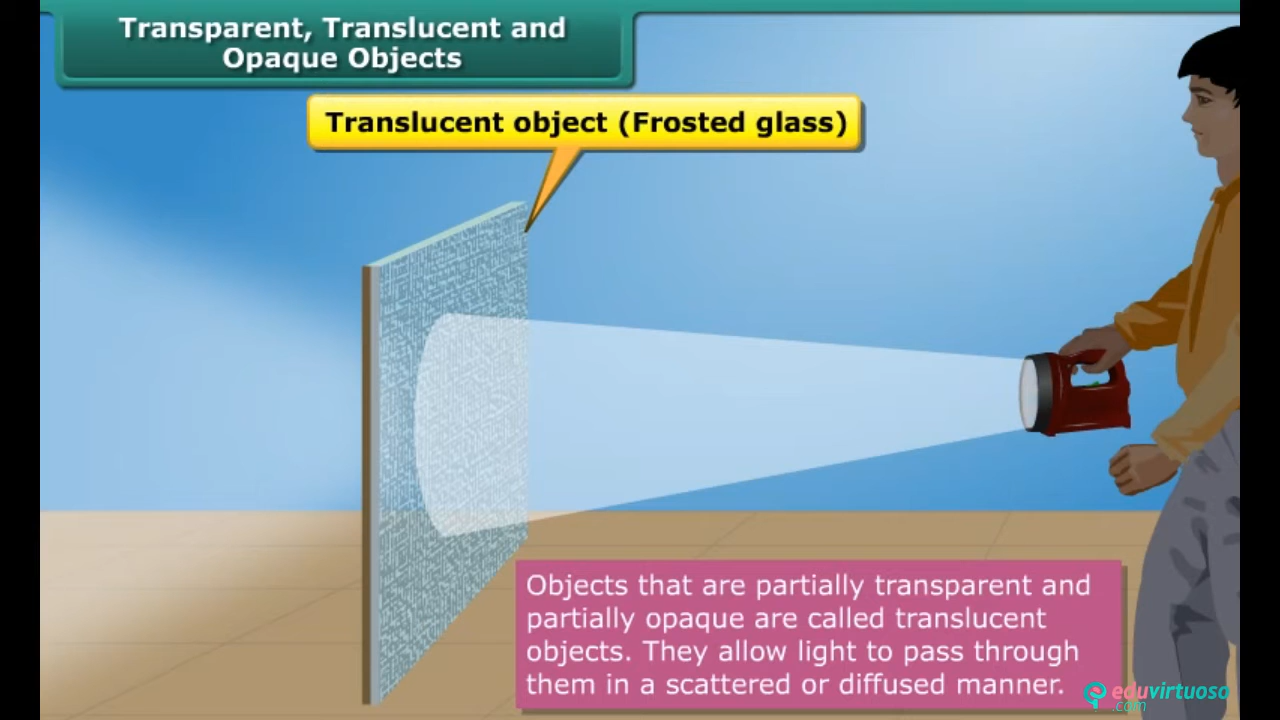 Transparent, Translucent and
Opaque Objects
Translucent object (Frosted glass)
Objects that are partially transparent and
partially opaque are called translucent
objects. They allow light to pass through
them in a scattered or diffused manner.
eduvirtuoso
.com